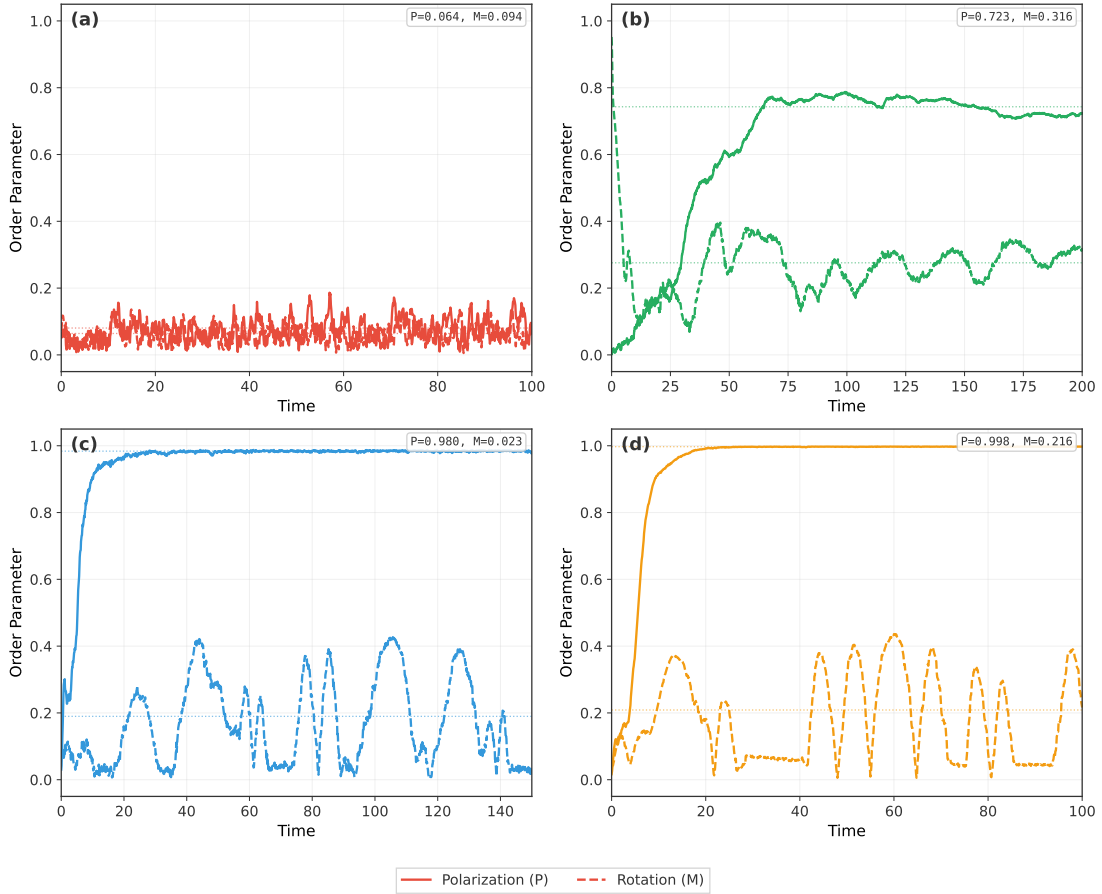 (a)
P=0.064, M=0.094
1.0
0.8
0.6
0.4
0.2
0.0
Order Parameter
0 20 40 60 80 100
Time
(b)
P=0.723, M=0.316
1.0
0.8
0.6
0.4
0.2
0.0
Order Parameter
0 25 50 75 100 125 150 175 200
Time
(c)
P=0.980, M=0.023
1.0
0.8
0.6
0.4
0.2
0.0
Order Parameter
0 20 40 60 80 100 120 140
Time
(d)
P=0.998, M=0.216
1.0
0.8
0.6
0.4
0.2
0.0
Order Parameter
0 20 40 60 80 100
Time
Polarization (P) Rotation (M)